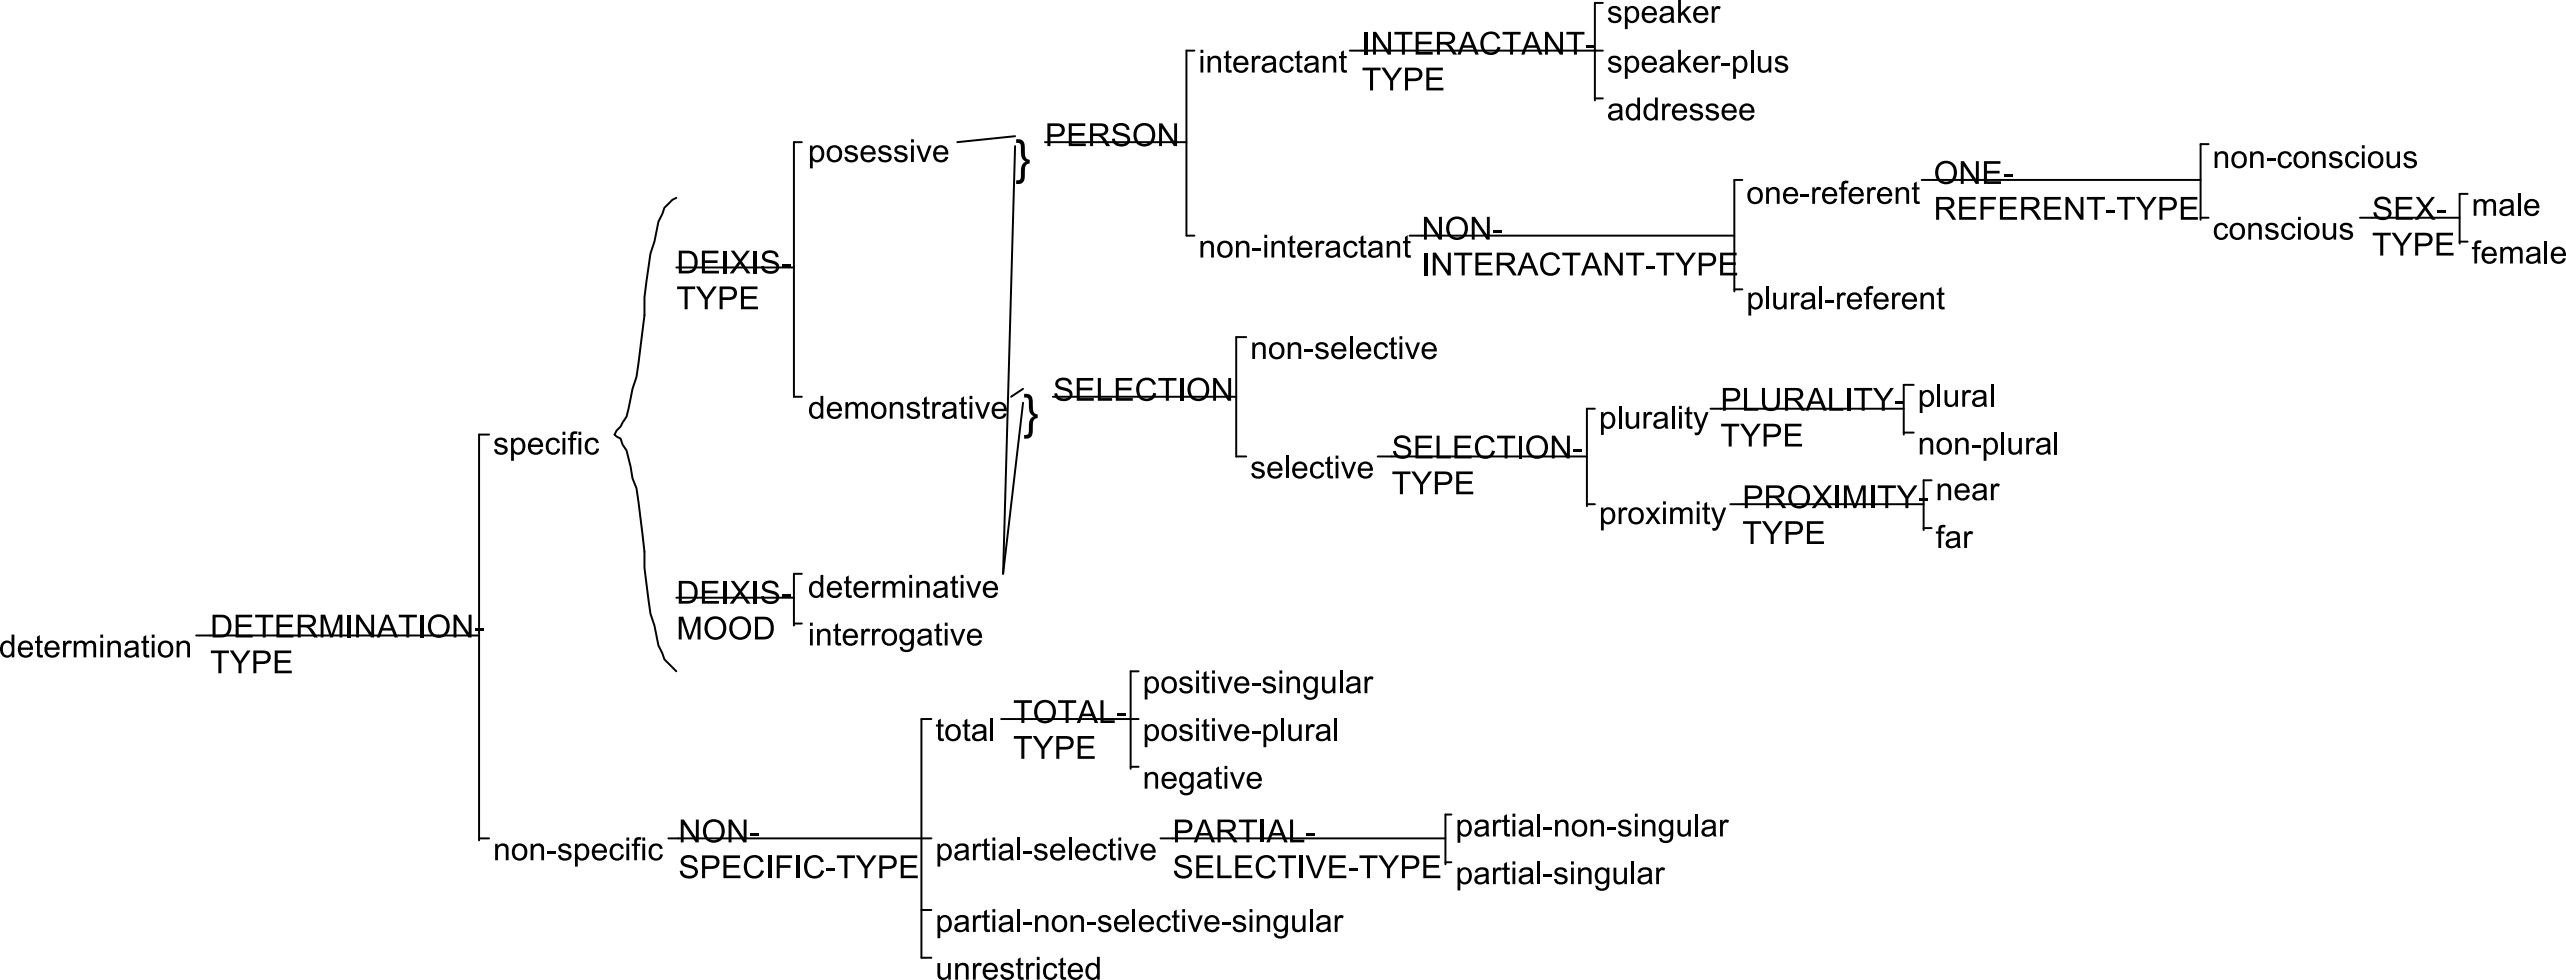 speaker
interactant INTERACTANT-
TYPE
speaker-plus
addressee
posessive
PERSON
non-conscious
one-referent ONE-
REFERENT-TYPE
conscious SEX-
TYPE
male
female
non-interactant NON-
INTERACTANT-TYPE
plural-referent
DEIXIS-
TYPE
non-selective
demonstrative
SELECTION
plurality PLURALITY-
TYPE
plural
non-plural
specific
selective SELECTION-
TYPE
proximity PROXIMITY-
TYPE
near
far
DEIXIS-
MOOD
determinative
interrogative
determination DETERMINATION-
TYPE
positive-singular
total TOTAL-
TYPE
positive-plural
negative
non-specific NON-
SPECIFIC-TYPE
partial-selective PARTIAL-
SELECTIVE-TYPE
partial-non-singular
partial-singular
partial-non-selective-singular
unrestricted